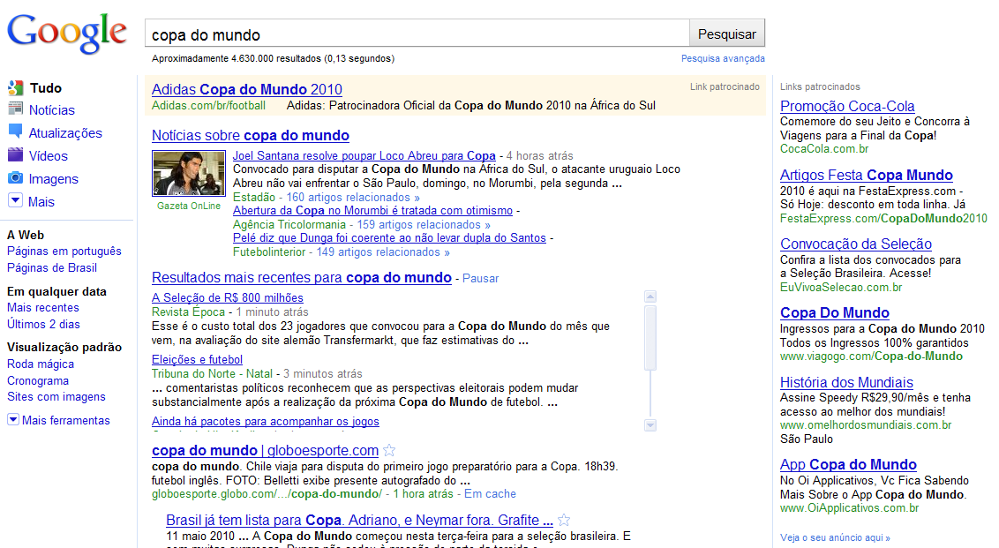 Google
copa do mundo
Pesquisar
Aproximadamente 4.630.000 resultados (0,13 segundos)
Pesquisa avançada
Tudo
Notícias
Atualizações
Vídeos
Imagens
Mais
A Web
Páginas em português
Páginas de Brasil
Em qualquer data
Mais recentes
Últimos 2 dias
Visualização padrão
Roda mágica
Cronograma
Sites com imagens
Mais ferramentas
Adidas Copa do Mundo 2010
Link patrocinado
Adidas.com/br/football Adidas: Patrocinadora Oficial da Copa do Mundo 2010 na África do Sul
Notícias sobre copa do mundo
Gazeta OnLine
Joel Santana resolve poupar Loco Abreu para Copa - 4 horas atrás
Convocado para disputar a Copa do Mundo na África do Sul, o atacante uruguaio Loco
Abreu não vai enfrentar o São Paulo, domingo, no Morumbi, pela segunda ...
Estadão - 160 artigos relacionados »
Abertura da Copa no Morumbi é tratada com otimismo -
Agência Tricolormania - 159 artigos relacionados »
Pelé diz que Dunga foi coerente ao não levar dupla do Santos -
Futebolinterior - 149 artigos relacionados »
Resultados mais recentes para copa do mundo - Pausar
A Seleção de R$ 800 milhões
Revista Época - 1 minuto atrás
Esse é o custo total dos 23 jogadores que convocou para a Copa do Mundo do mês que
vem, na avaliação do site alemão Transfermarkt, que faz estimativas do ...
Eleições e futebol
Tribuna do Norte - Natal - 3 minutos atrás
... comentaristas políticos reconhecem que as perspectivas eleitorais podem mudar
substancialmente após a realização da próxima Copa do Mundo de futebol. ...
Ainda há pacotes para acompanhar os jogos
copa do mundo | globoesporte.com
copa do mundo. Chile viaja para disputa do primeiro jogo preparatório para a Copa. 18h39.
futebol inglês. FOTO: Belletti exibe presente autografado do ...
globoesporte.globo.com/.../copa-do-mundo/ - 1 hora atrás - Em cache
Brasil já tem lista para Copa. Adriano, e Neymar fora. Grafite ...
11 maio 2010 ... A Copa do Mundo começou nesta terça-feira para a seleção brasileira. E
Links patrocinados
Promoção Coca-Cola
Comemore do seu Jeito e Concorra à
Viagens para a Final da Copa!
CocaCola.com.br
Artigos Festa Copa Mundo
2010 é aqui na FestaExpress.com -
Só Hoje: desconto em toda linha. Já
FestaExpress.com/CopaDoMundo2010
Convocação da Seleção
Confira a lista dos convocados para
a Seleção Brasileira. Acesse!
EuVivoaSelecao.com.br
Copa Do Mundo
Ingressos para a Copa do Mundo 2010
Todos os Ingressos 100% garantidos
www.viagogo.com/Copa-do-Mundo
História dos Mundiais
Assine Speedy R$29,90/mês e tenha
acesso ao melhor dos mundiais!
www.omelhordosmundiais.com.br
São Paulo
App Copa do Mundo
No Oi Applicativos, Vc Fica Sabendo
Mais Sobre o App Copa do Mundo.
www.OiAplicativos.com.br
Veja o seu anúncio aqui »